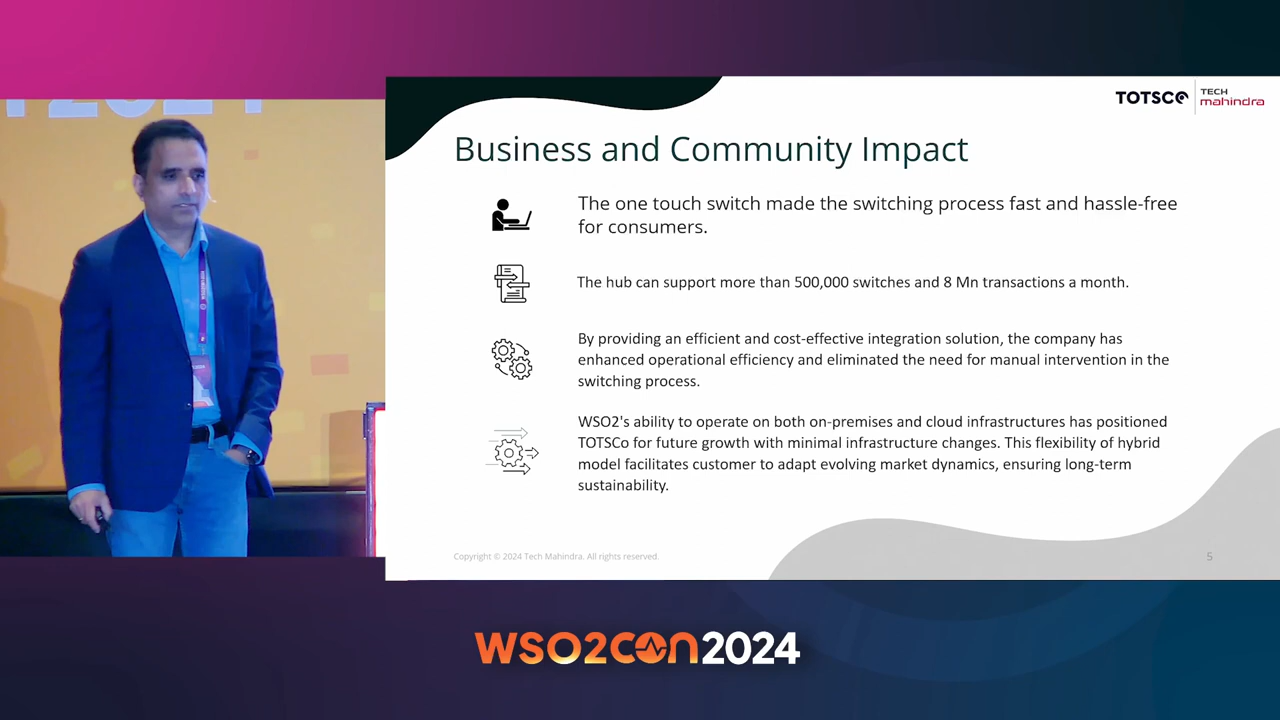 TOTSCO
TECH
mahindra
Business and Community Impact
The one touch switch made the switching process fast and hassle-free
for consumers.
The hub can support more than 500,000 switches and 8 Mn transactions a month.
By providing an efficient and cost-effective integration solution, the company has
enhanced operational efficiency and eliminated the need for manual intervention in the
switching process.
WSO2's ability to operate on both on-premises and cloud infrastructures has positioned
TOTSCo for future growth with minimal infrastructure changes. This flexibility of hybrid
model facilitates customer to adapt evolving market dynamics, ensuring long-term
sustainability.
Copyright © 2024 Tech Mahindra. All rights reserved.
5
WSO2CON2024